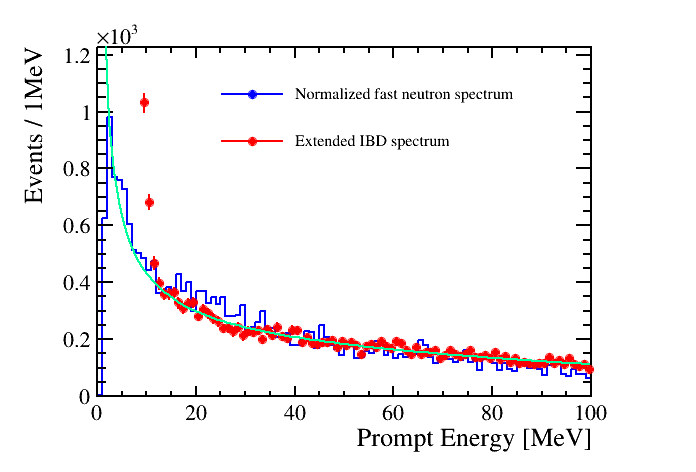 ×10³
Events / 1MeV
1.2
1
0.8
0.6
0.4
0.2
0
Normalized fast neutron spectrum
Extended IBD spectrum
0 20 40 60 80 100
Prompt Energy [MeV]